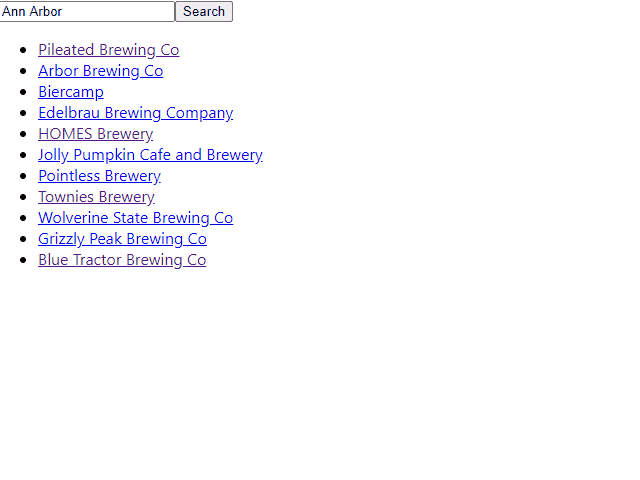 Ann Arbor Search
Pileated Brewing Co
Arbor Brewing Co
Biercamp
Edelbrau Brewing Company
HOMES Brewery
Jolly Pumpkin Cafe and Brewery
Pointless Brewery
Townies Brewery
Wolverine State Brewing Co
Grizzly Peak Brewing Co
Blue Tractor Brewing Co